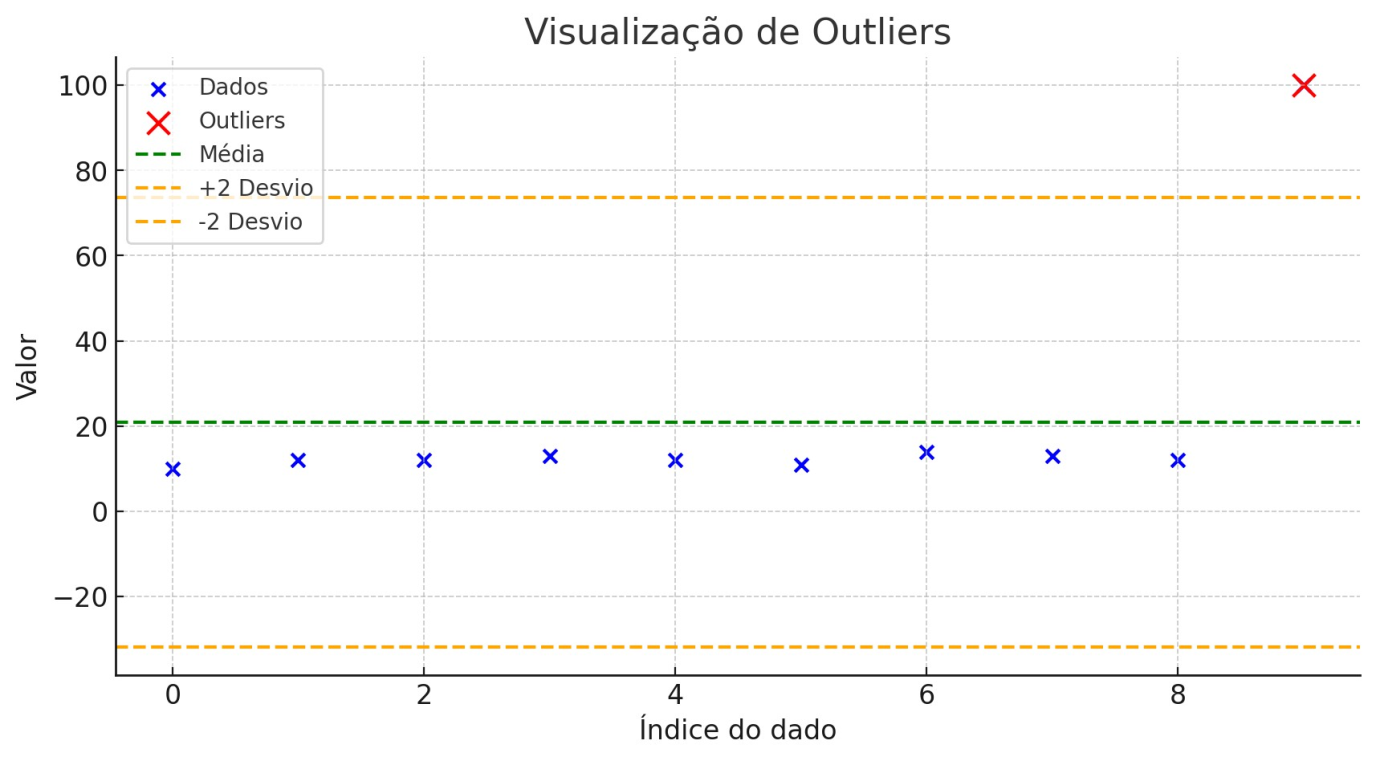 Visualização de Outliers
Dados
Outliers
Média
+2 Desvio
-2 Desvio
Valor
100
80
60
40
20
0
−20
0 2 4 6 8
Índice do dado